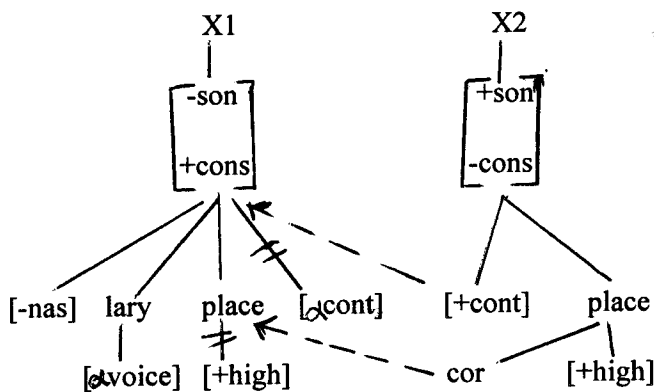 X1 X2
-son +son
+cons -cons
[-nas] lary place [αcont] [+cont] place
[αvoice] [+high] cor [+high]